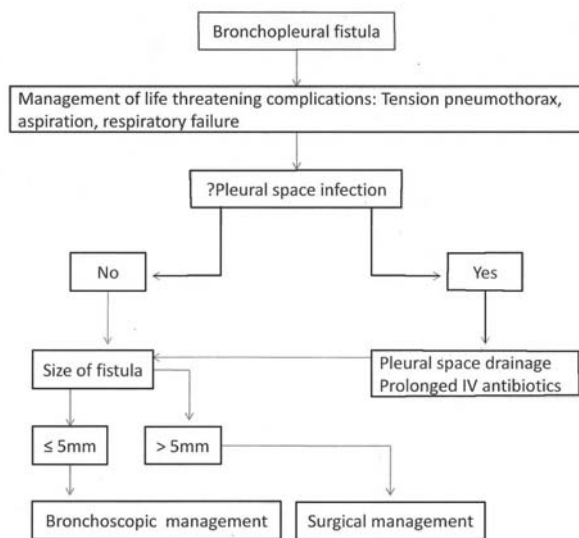 Bronchopleural fistula
Management of life threatening complications: Tension pneumothorax,
aspiration, respiratory failure
?Pleural space infection
No
Yes
Size of fistula
Pleural space drainage
Prolonged IV antibiotics
≤ 5mm
> 5mm
Bronchoscopic management
Surgical management